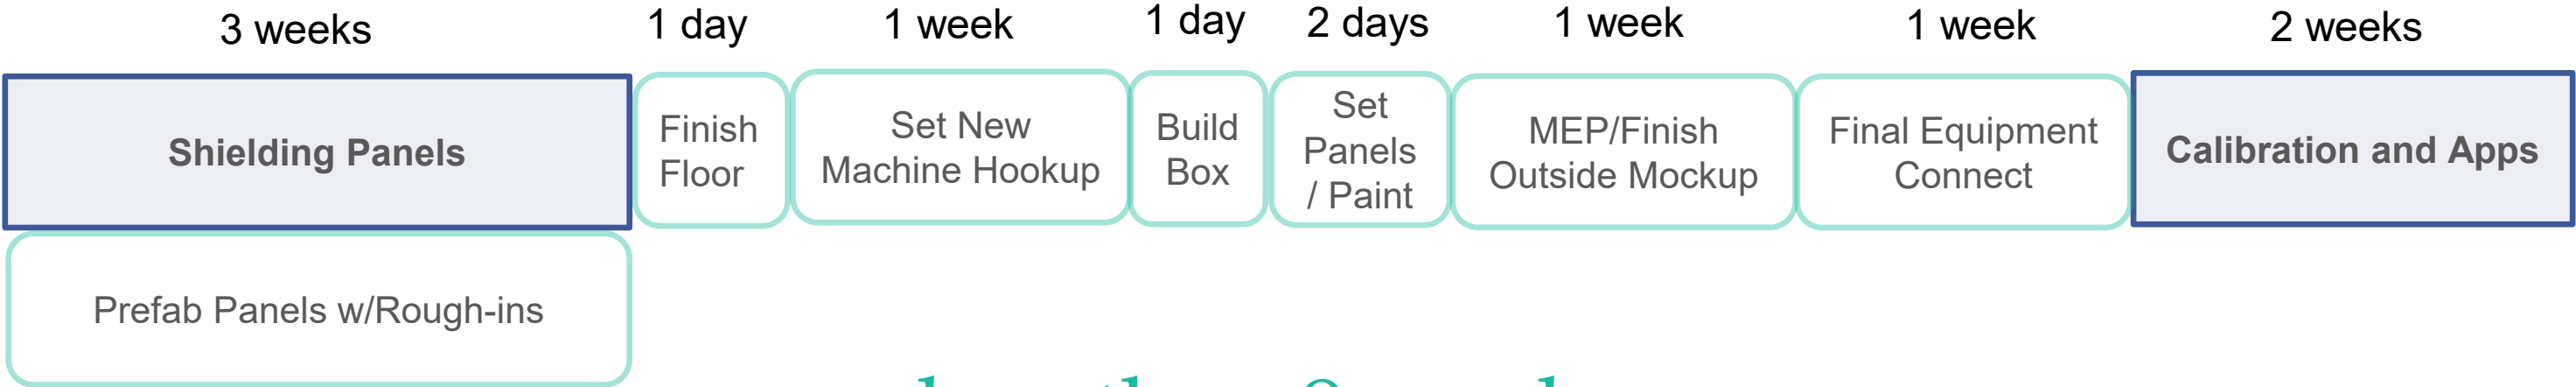 3 weeks
1 day
1 week
1 day
2 days
1 week
1 week
2 weeks
Shielding Panels
Finish
Floor
Set New
Machine Hookup
Build
Box
Set
Panels
/ Paint
MEP/Finish
Outside Mockup
Final Equipment
Connect
Calibration and Apps
Prefab Panels w/Rough-ins